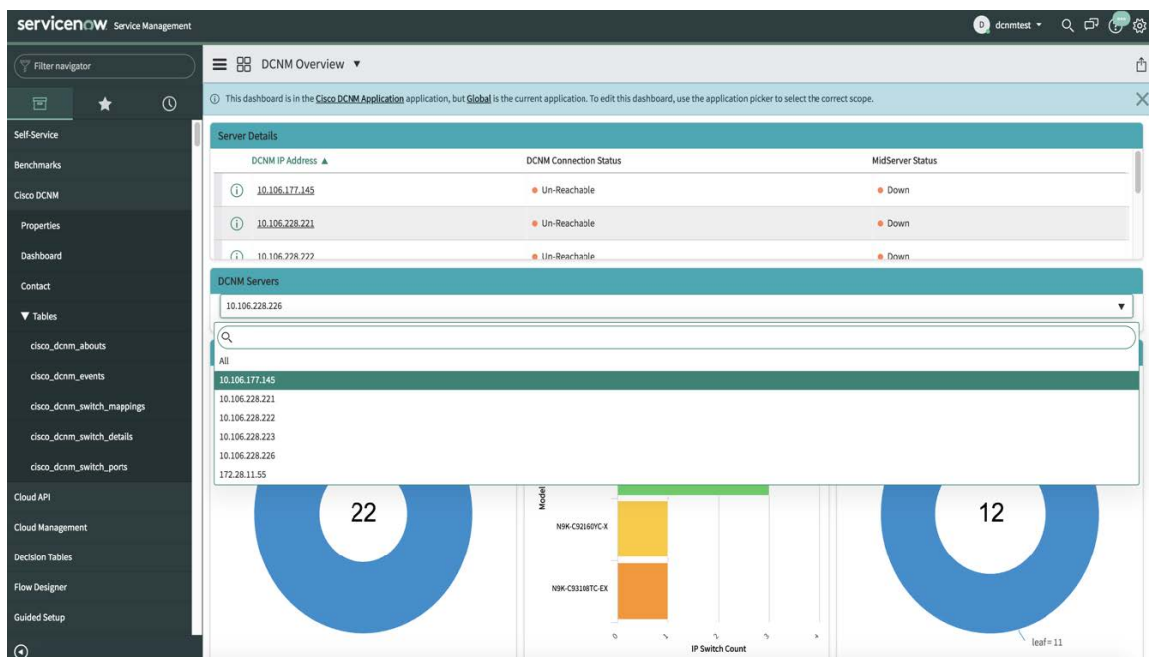 servicenow Service Management
D dcnmtest
Filter navigator
DCNM Overview ▼
This dashboard is in the Cisco DCNM Application application, but Global is the current application. To edit this dashboard, use the application picker to select the correct scope.
Self-Service
Benchmarks
Cisco DCNM
Properties
Dashboard
Contact
▼ Tables
cisco_dcnm_abouts
cisco_dcnm_events
cisco_dcnm_switch_mappings
cisco_dcnm_switch_details
cisco_dcnm_switch_ports
Cloud API
Cloud Management
Decision Tables
Flow Designer
Guided Setup
Server Details
DCNM IP Address ▲ DCNM Connection Status MidServer Status
10.106.177.145 Un-Reachable Down
10.106.228.221 Un-Reachable Down
10.106.228.222 Un-Reachable Down
DCNM Servers
10.106.228.226 ▼
All
10.106.177.145
10.106.228.221
10.106.228.222
10.106.228.223
10.106.228.226
172.28.11.55
22
Model
N9K-C92160YC-X
N9K-C93108TC-EX
0 1 2 3 4
IP Switch Count
12
leaf = 11